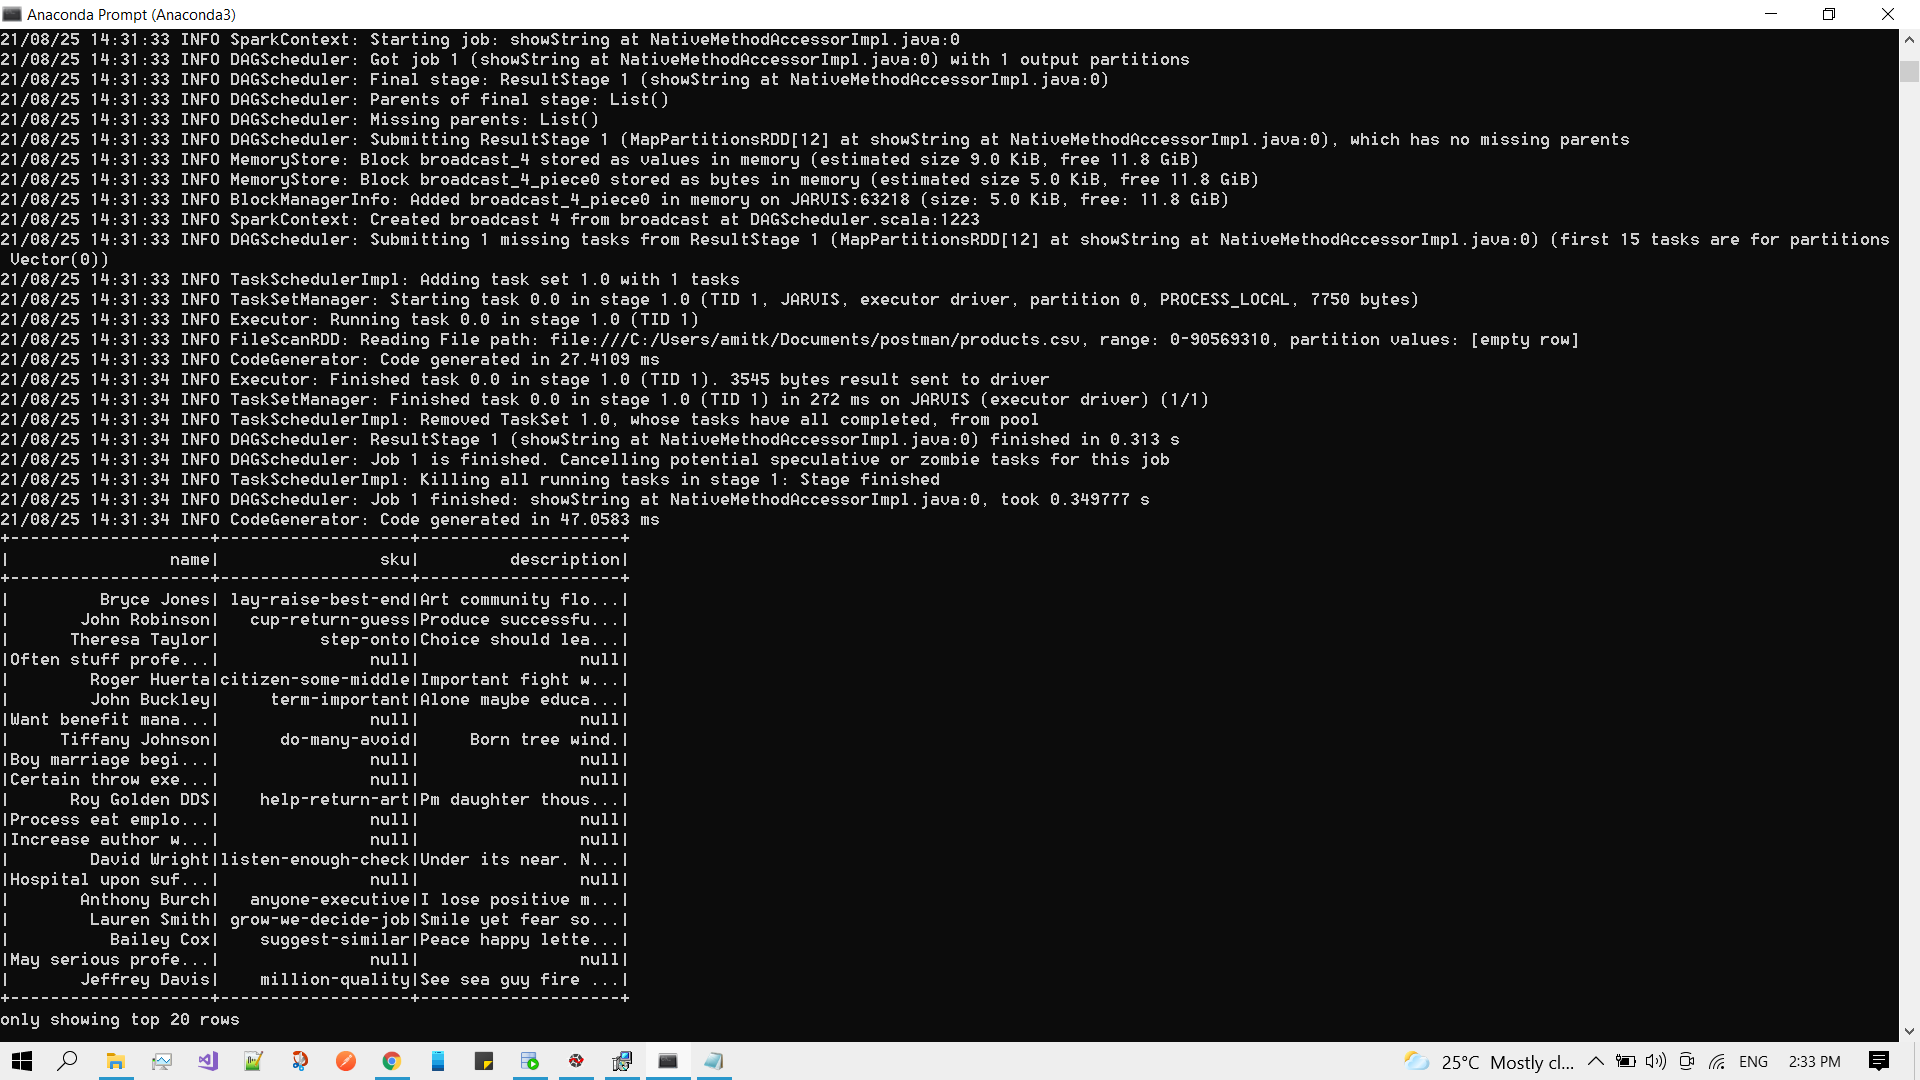 Anaconda Prompt (Anaconda3)
21/08/25 14:31:33 INFO SparkContext: Starting job: showString at NativeMethodAccessorImpl.java:0
21/08/25 14:31:33 INFO DAGScheduler: Got job 1 (showString at NativeMethodAccessorImpl.java:0) with 1 output partitions
21/08/25 14:31:33 INFO DAGScheduler: Final stage: ResultStage 1 (showString at NativeMethodAccessorImpl.java:0)
21/08/25 14:31:33 INFO DAGScheduler: Parents of final stage: List()
21/08/25 14:31:33 INFO DAGScheduler: Missing parents: List()
21/08/25 14:31:33 INFO DAGScheduler: Submitting ResultStage 1 (MapPartitionsRDD[12] at showString at NativeMethodAccessorImpl.java:0), which has no missing parents
21/08/25 14:31:33 INFO MemoryStore: Block broadcast_4 stored as values in memory (estimated size 9.0 KiB, free 11.8 GiB)
21/08/25 14:31:33 INFO MemoryStore: Block broadcast_4_piece0 stored as bytes in memory (estimated size 5.0 KiB, free 11.8 GiB)
21/08/25 14:31:33 INFO BlockManagerInfo: Added broadcast_4_piece0 in memory on JARVIS:63218 (size: 5.0 KiB, free: 11.8 GiB)
21/08/25 14:31:33 INFO SparkContext: Created broadcast 4 from broadcast at DAGScheduler.scala:1223
21/08/25 14:31:33 INFO DAGScheduler: Submitting 1 missing tasks from ResultStage 1 (MapPartitionsRDD[12] at showString at NativeMethodAccessorImpl.java:0) (first 15 tasks are for partitions
Vector(0))
21/08/25 14:31:33 INFO TaskSchedulerImpl: Adding task set 1.0 with 1 tasks
21/08/25 14:31:33 INFO TaskSetManager: Starting task 0.0 in stage 1.0 (TID 1, JARVIS, executor driver, partition 0, PROCESS_LOCAL, 7750 bytes)
21/08/25 14:31:33 INFO Executor: Running task 0.0 in stage 1.0 (TID 1)
21/08/25 14:31:33 INFO FileScanRDD: Reading File path: file:///C:/Users/amitk/Documents/postman/products.csv, range: 0-90569310, partition values: [empty row]
21/08/25 14:31:33 INFO CodeGenerator: Code generated in 27.4109 ms
21/08/25 14:31:34 INFO Executor: Finished task 0.0 in stage 1.0 (TID 1). 3545 bytes result sent to driver
21/08/25 14:31:34 INFO TaskSetManager: Finished task 0.0 in stage 1.0 (TID 1) in 272 ms on JARVIS (executor driver) (1/1)
21/08/25 14:31:34 INFO TaskSchedulerImpl: Removed TaskSet 1.0, whose tasks have all completed, from pool
21/08/25 14:31:34 INFO DAGScheduler: ResultStage 1 (showString at NativeMethodAccessorImpl.java:0) finished in 0.313 s
21/08/25 14:31:34 INFO DAGScheduler: Job 1 is finished. Cancelling potential speculative or zombie tasks for this job
21/08/25 14:31:34 INFO TaskSchedulerImpl: Killing all running tasks in stage 1: Stage finished
21/08/25 14:31:34 INFO DAGScheduler: Job 1 finished: showString at NativeMethodAccessorImpl.java:0, took 0.349777 s
21/08/25 14:31:34 INFO CodeGenerator: Code generated in 47.0583 ms
+--------------------+-------------------+--------------------+
|                name|                sku|         description|
+--------------------+-------------------+--------------------+
|         Bryce Jones| lay-raise-best-end|Art community flo...|
|       John Robinson|   cup-return-guess|Produce successfu...|
|      Theresa Taylor|          step-onto|Choice should lea...|
|Often stuff profe...|               null|                null|
|        Roger Huerta|citizen-some-middle|Important fight w...|
|        John Buckley|     term-important|Alone maybe educa...|
|Want benefit mana...|               null|                null|
|     Tiffany Johnson|      do-many-avoid|     Born tree wind.|
|Boy marriage begi...|               null|                null|
|Certain throw exe...|               null|                null|
|      Roy Golden DDS|    help-return-art|Pm daughter thous...|
|Process eat emplo...|               null|                null|
|Increase author w...|               null|                null|
|        David Wright|listen-enough-check|Under its near. N...|
|Hospital upon suf...|               null|                null|
|       Anthony Burch|   anyone-executive|I lose positive m...|
|        Lauren Smith| grow-we-decide-job|Smile yet fear so...|
|          Bailey Cox|    suggest-similar|Peace happy lette...|
|May serious profe...|               null|                null|
|       Jeffrey Davis|    million-quality|See sea guy fire ...|
+--------------------+-------------------+--------------------+
only showing top 20 rows
25°C Mostly cl... ENG 2:33 PM